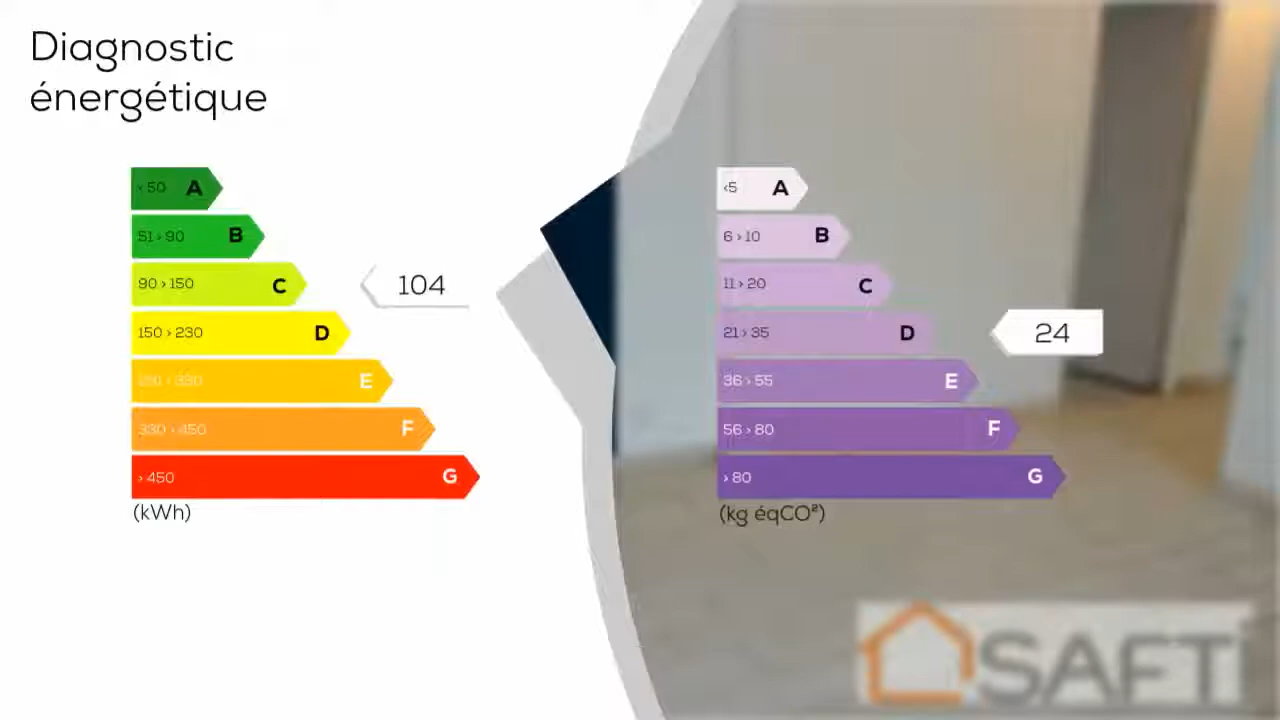 Diagnostic
énergétique
< 50 A
51 > 90 B
90 > 150 C
104
150 > 230 D
E
330 > 450 F
> 450 G
(kWh)
<5 A
6 > 10 B
11 > 20 C
21 > 35 D
24
36 > 55 E
56 > 80 F
> 80 G
(kg éqCO²)
SAFTI